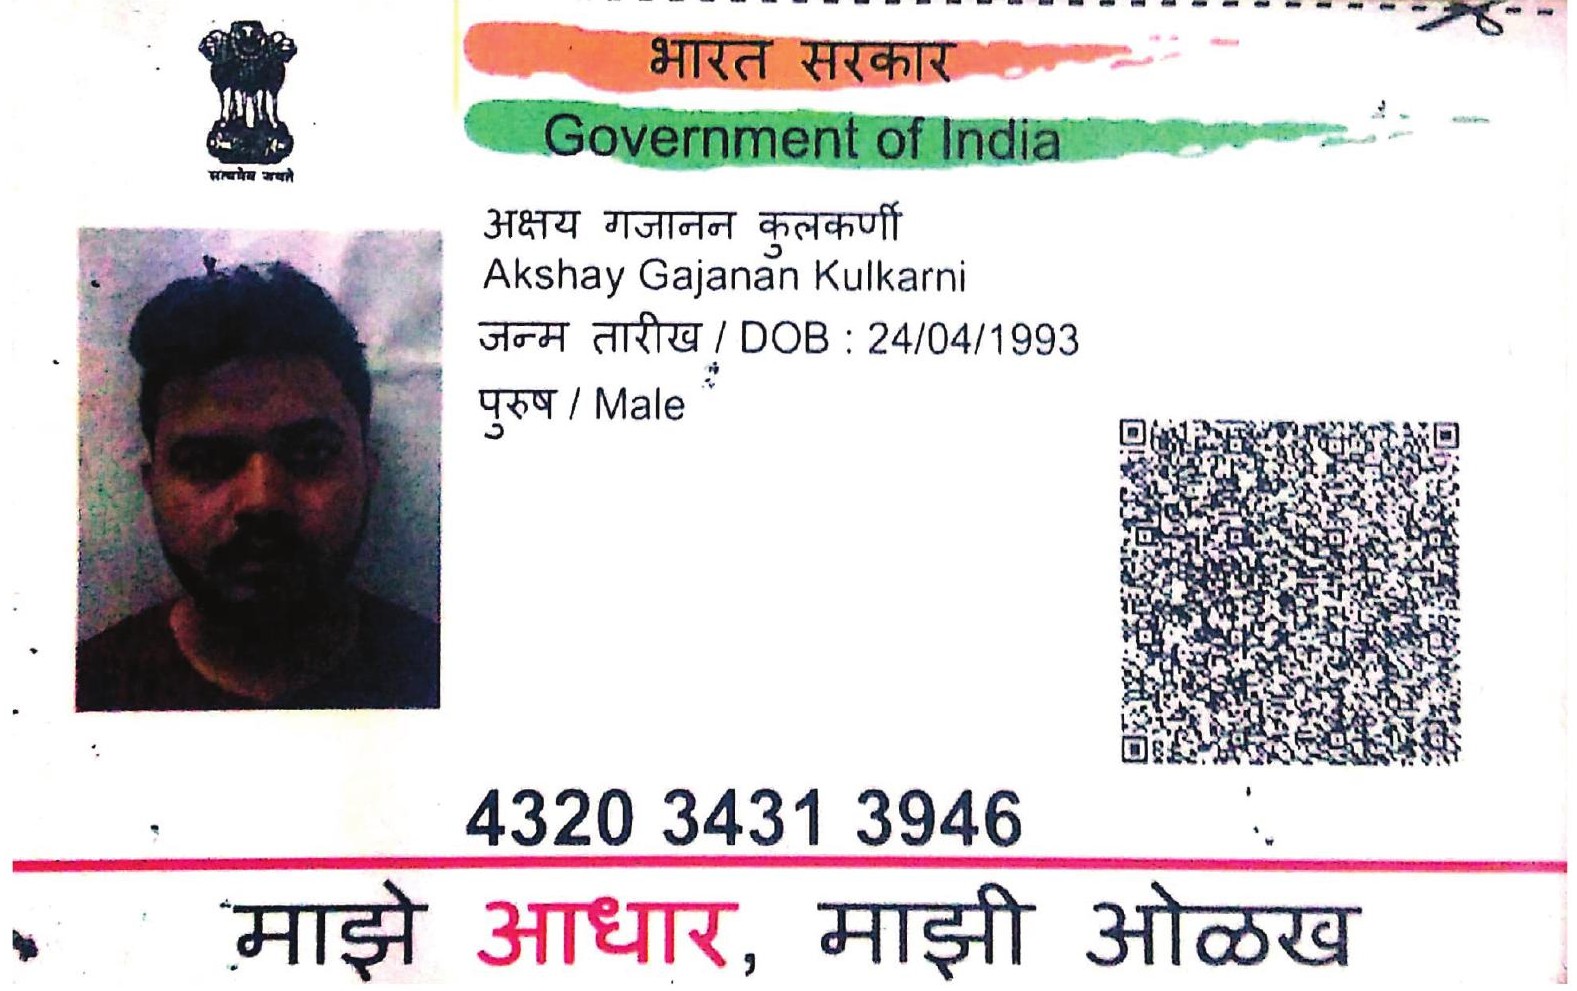 भारत सरकार
Government of India
सत्यमेव जयते
अक्षय गजानन कुलकर्णी
Akshay Gajanan Kulkarni
जन्म तारीख / DOB : 24/04/1993
पुरुष / Male
4320 3431 3946
माझे आधार, माझी ओळख